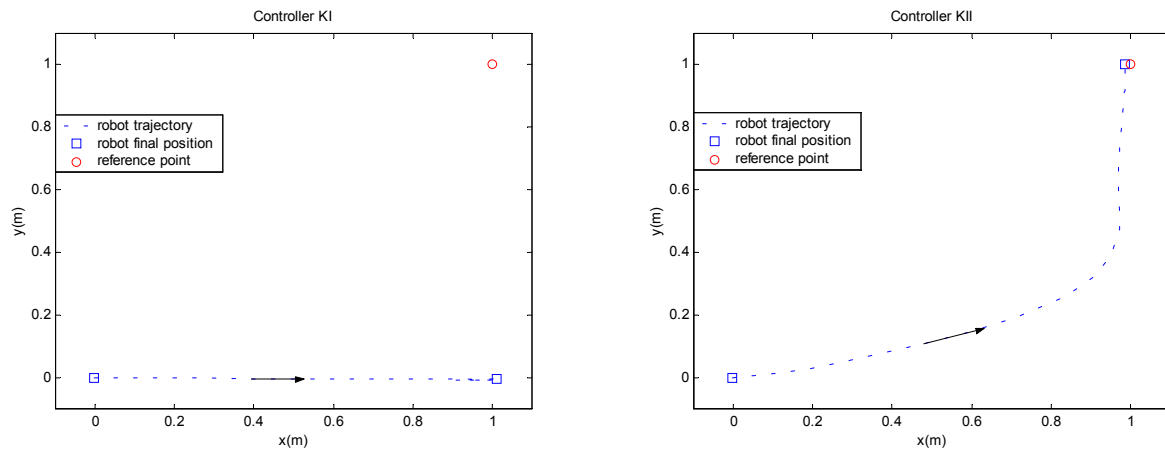 Controller KI
1
0.8
0.6
0.4
0.2
0
y(m)
robot trajectory
robot final position
reference point
0 0.2 0.4 0.6 0.8 1
x(m)
Controller KII
1
0.8
0.6
0.4
0.2
0
y(m)
robot trajectory
robot final position
reference point
0 0.2 0.4 0.6 0.8 1
x(m)